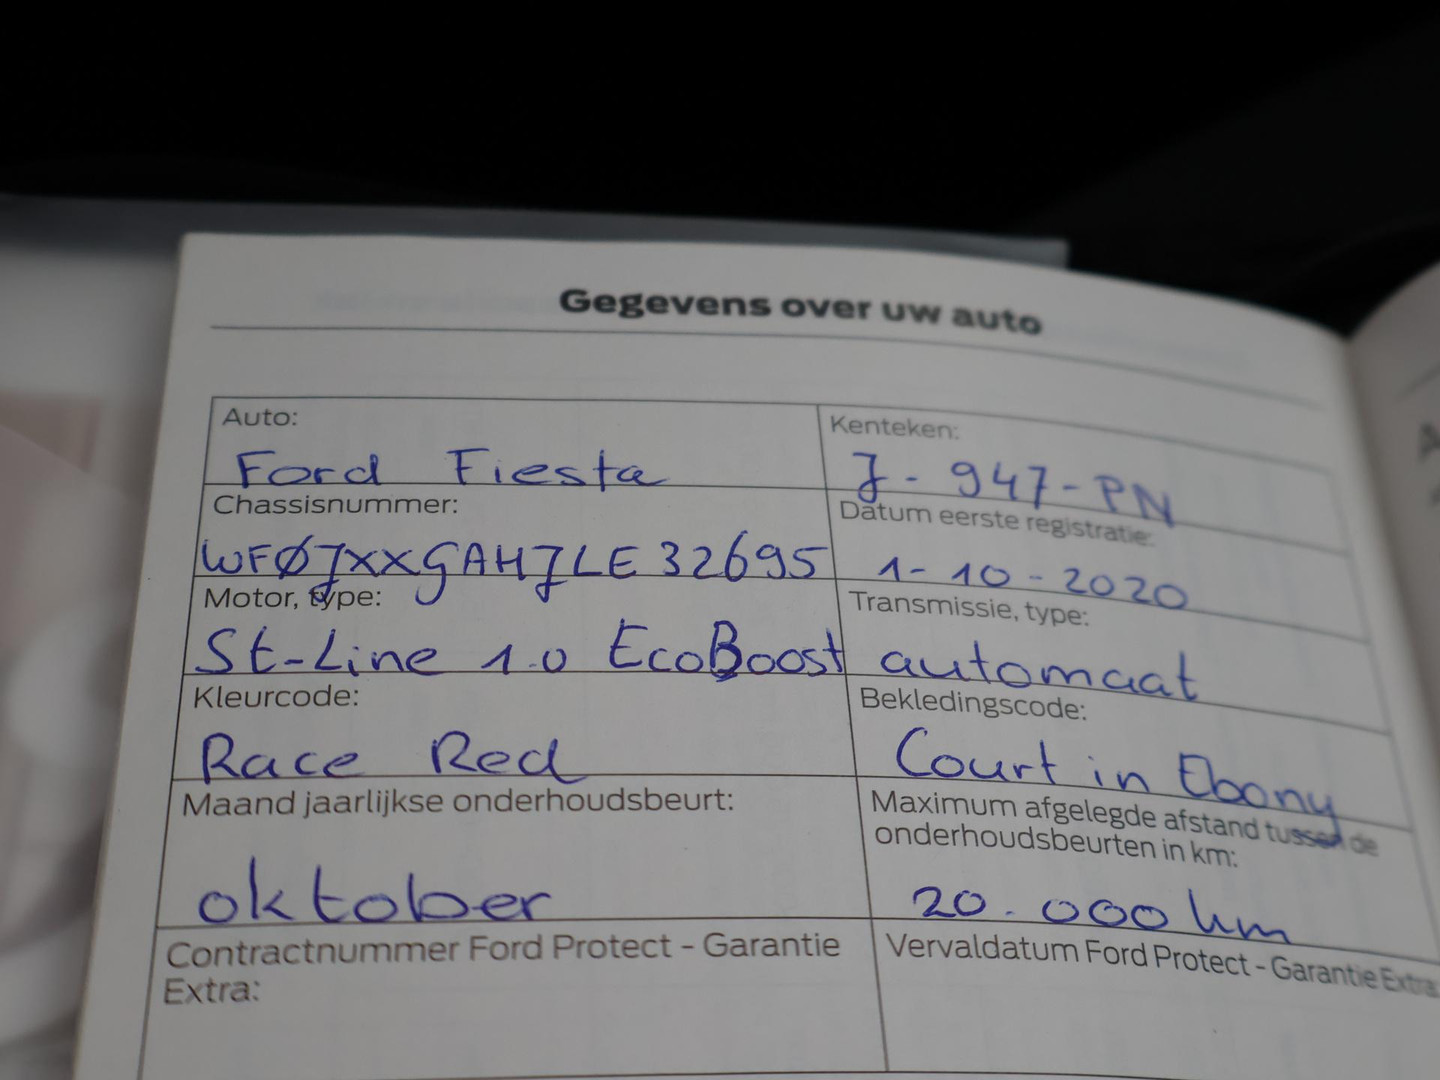 Gegevens over uw auto
Auto:
Ford Fiesta
Kenteken:
J-947-PN
Chassisnummer:
WFØJXXGAHJLE32695
Datum eerste registratie:
1-10-2020
Motor, type:
St-Line 1.0 EcoBoost
Transmissie, type:
automaat
Kleurcode:
Race Red
Bekledingscode:
Court in Ebony
Maand jaarlijkse onderhoudsbeurt:
oktober
Maximum afgelegde afstand tussen de
onderhoudsbeurten in km:
20.000 km
Contractnummer Ford Protect - Garantie
Extra:
Vervaldatum Ford Protect - Garantie Extra: